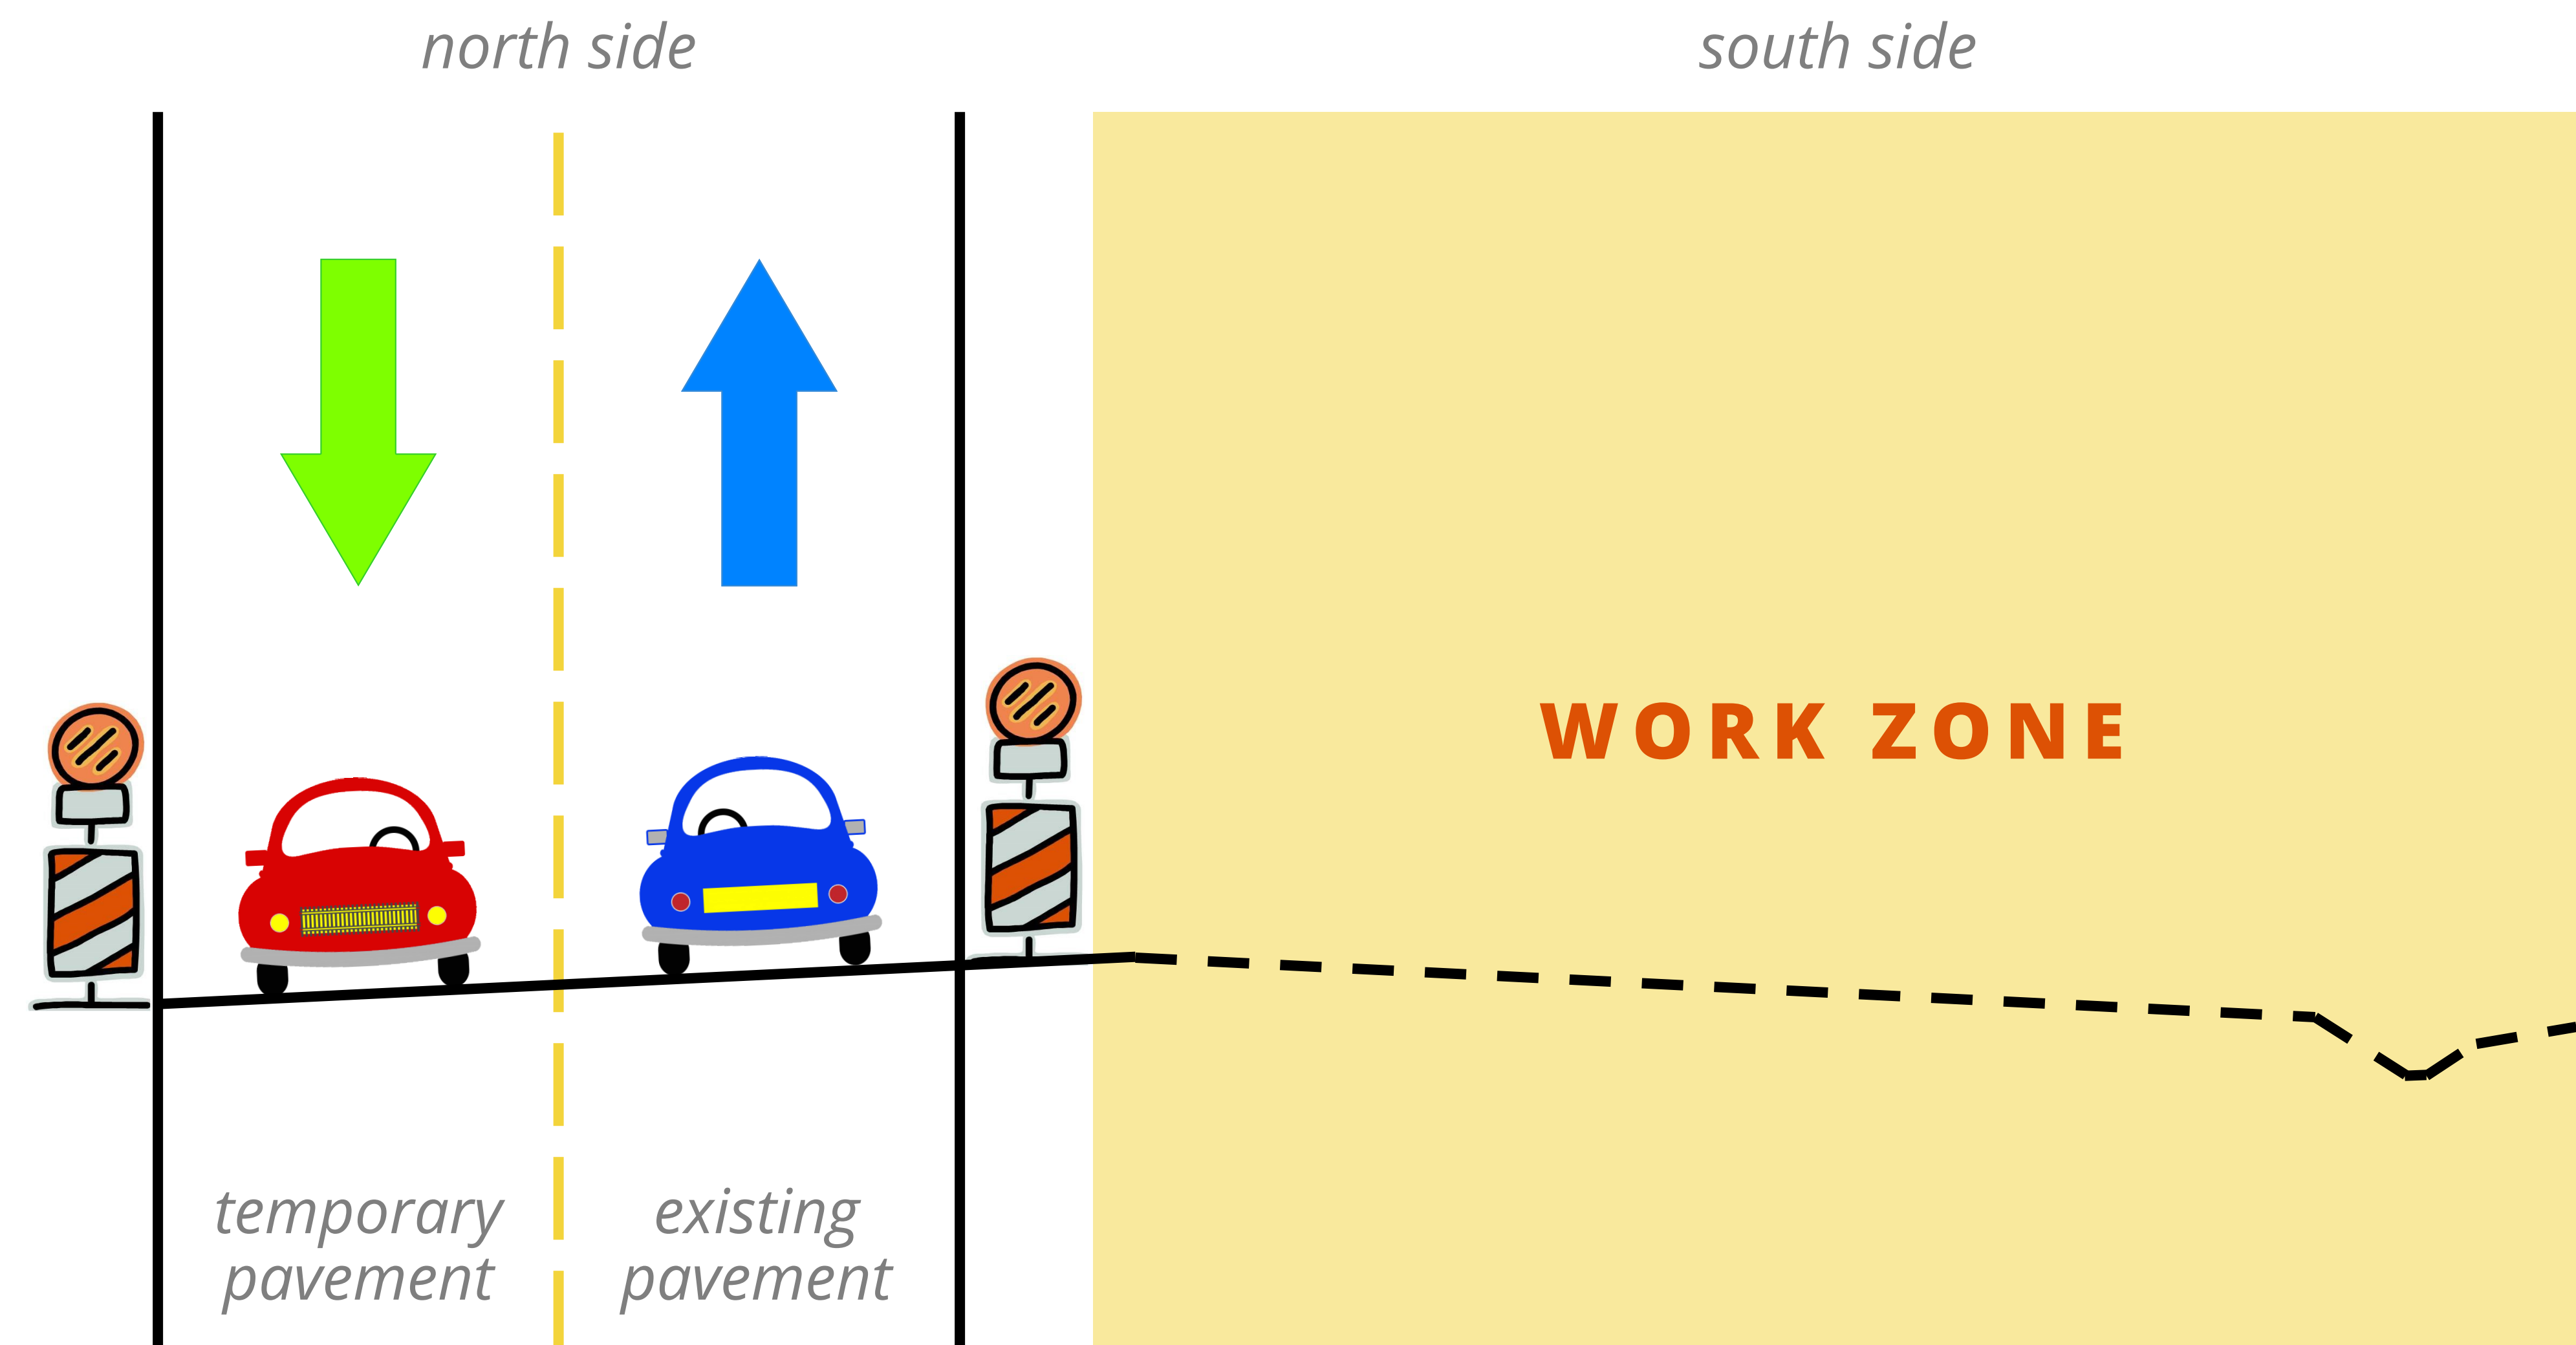 north side
south side
WORK ZONE
temporary
pavement
existing
pavement